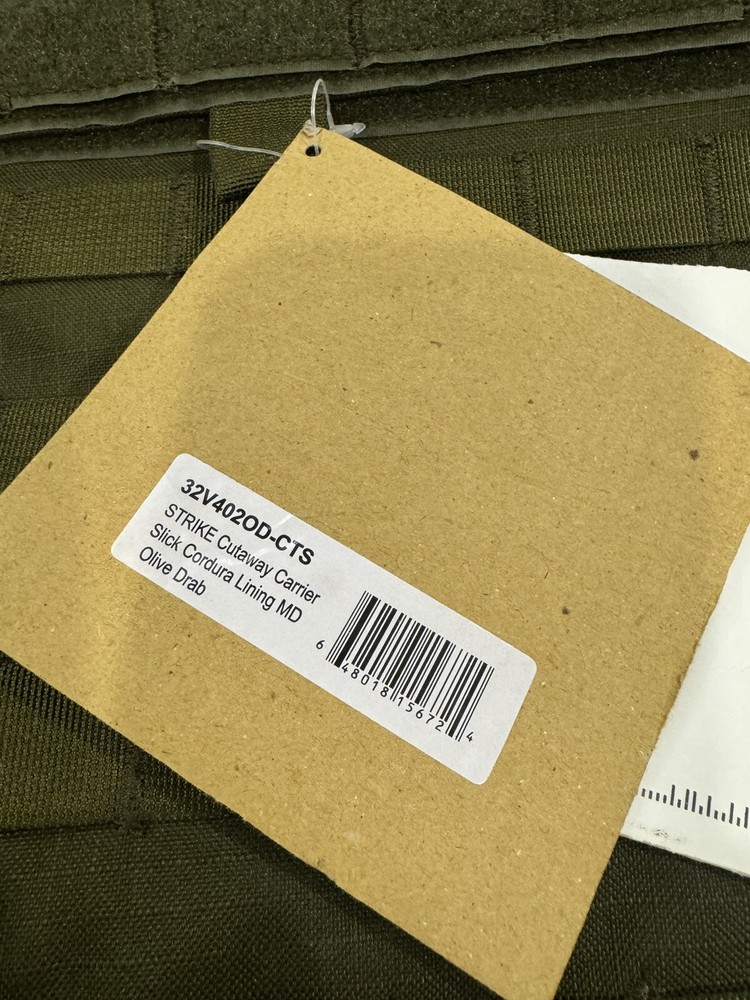 32V402OD-CTS
STRIKE Cutaway Carrier
Slick Cordura Lining MD
Olive Drab
6 48018 15672 4